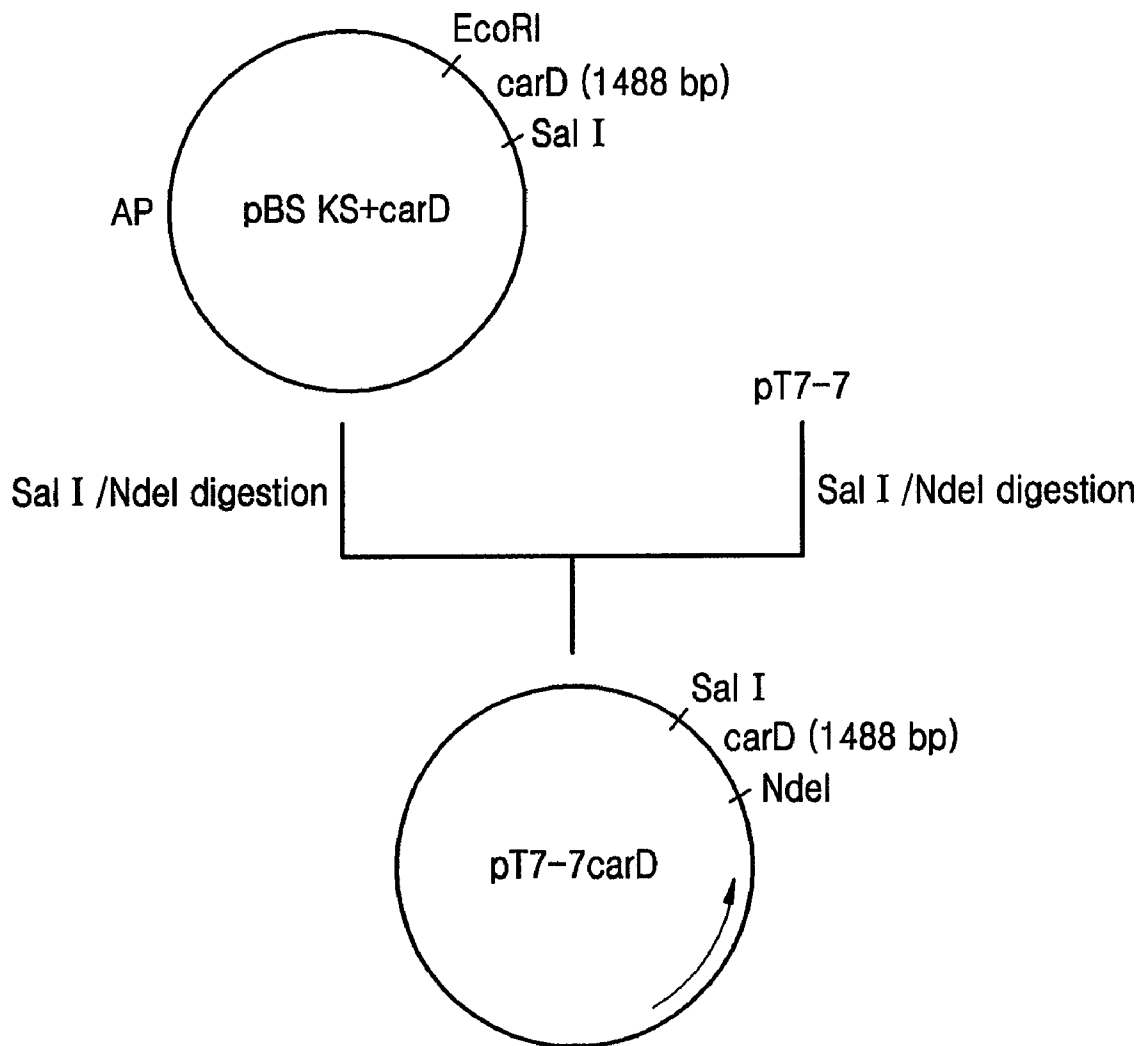 EcoRI
carD (1488 bp)
Sal I
AP
pBS KS+carD
pT7-7
Sal I /NdeI digestion
Sal I /NdeI digestion
Sal I
carD (1488 bp)
NdeI
pT7-7carD